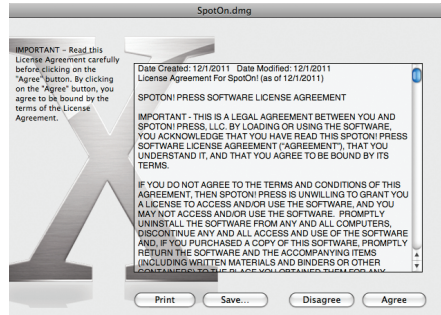 SpotOn.dmg
IMPORTANT – Read this
License Agreement carefully
before clicking on the
"Agree" button. By clicking
on the "Agree" button, you
agree to be bound by the
terms of the License
Agreement.
Date Created: 12/1/2011   Date Modified: 12/1/2011
License Agreement For SpotOn! (as of 12/1/2011)
SPOTON! PRESS SOFTWARE LICENSE AGREEMENT
IMPORTANT - THIS IS A LEGAL AGREEMENT BETWEEN YOU AND
SPOTON! PRESS, LLC. BY LOADING OR USING THE SOFTWARE,
YOU ACKNOWLEDGE THAT YOU HAVE READ THIS SPOTON! PRESS
SOFTWARE LICENSE AGREEMENT ("AGREEMENT"), THAT YOU
UNDERSTAND IT, AND THAT YOU AGREE TO BE BOUND BY ITS
TERMS.
IF YOU DO NOT AGREE TO THE TERMS AND CONDITIONS OF THIS
AGREEMENT, THEN SPOTON! PRESS IS UNWILLING TO GRANT YOU
A LICENSE TO ACCESS AND/OR USE THE SOFTWARE, AND YOU
MAY NOT ACCESS AND/OR USE THE SOFTWARE.  PROMPTLY
UNINSTALL THE SOFTWARE FROM ANY AND ALL COMPUTERS,
DISCONTINUE ANY AND ALL ACCESS AND USE OF THE SOFTWARE
AND, IF YOU PURCHASED A COPY OF THIS SOFTWARE, PROMPTLY
RETURN THE SOFTWARE AND THE ACCOMPANYING ITEMS
(INCLUDING WRITTEN MATERIALS AND BINDERS OR OTHER
CONTAINERS) TO THE PLACE YOU OBTAINED THEM FOR ANY
Print
Save...
Disagree
Agree